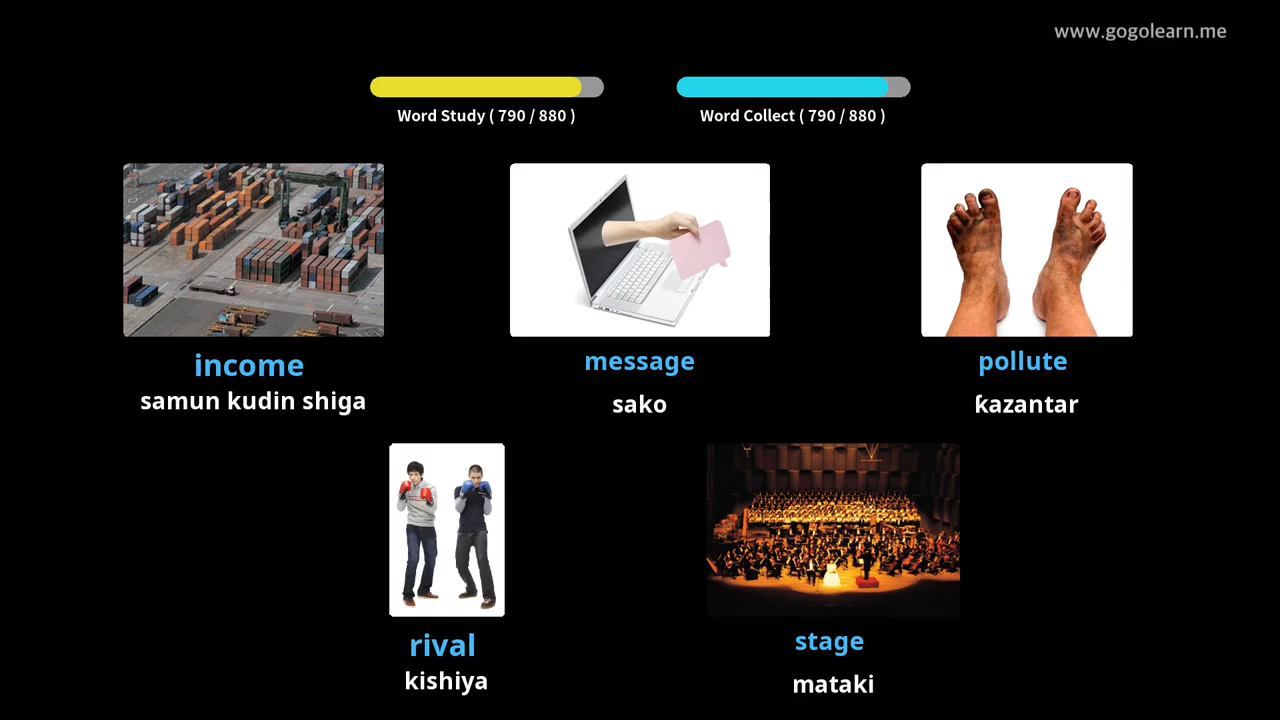 www.gogolearn.me
Word Study ( 790 / 880 )
Word Collect ( 790 / 880 )
income
samun kudin shiga
message
sako
pollute
ƙazantar
rival
kishiya
stage
mataki